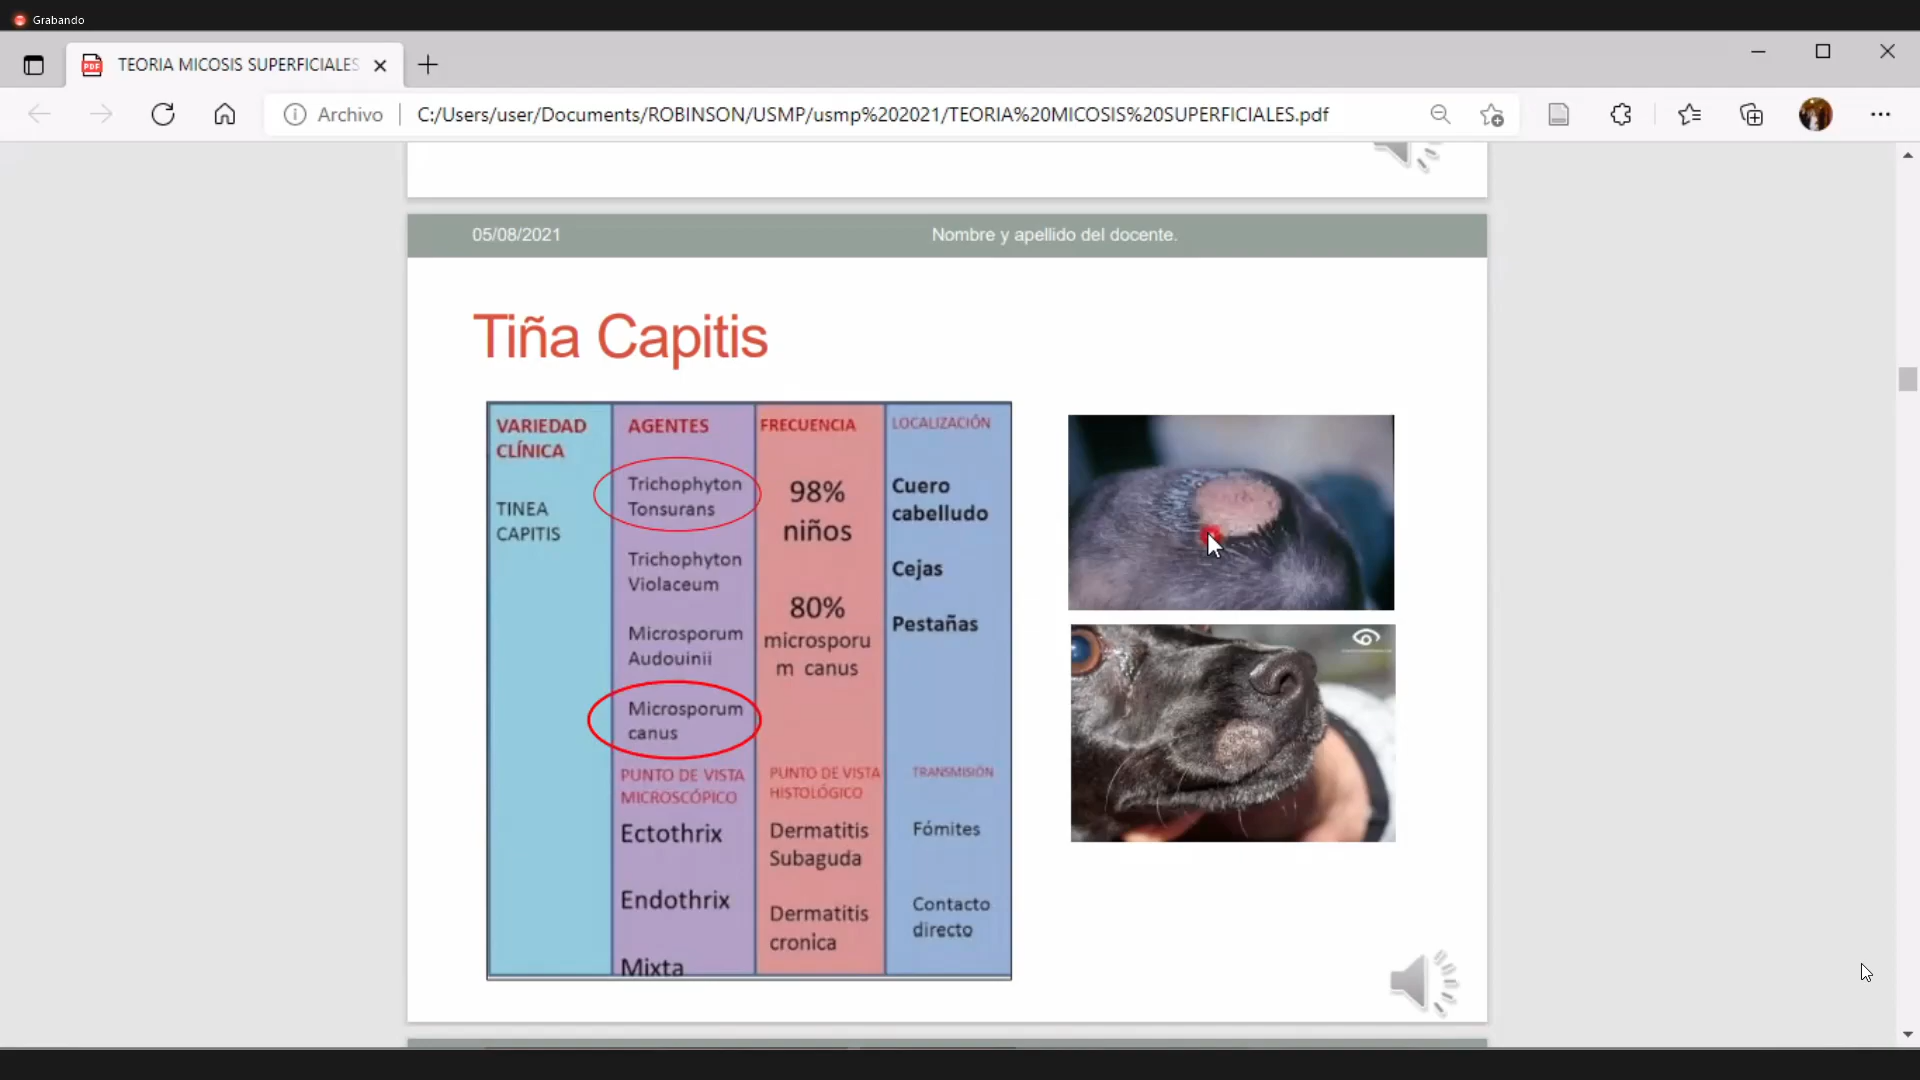 Grabando
TEORIA MICOSIS SUPERFICIALES
Archivo
C:/Users/user/Documents/ROBINSON/USMP/usmp%202021/TEORIA%20MICOSIS%20SUPERFICIALES.pdf
05/08/2021
Nombre y apellido del docente.
Tiña Capitis
VARIEDAD
CLÍNICA
TINEA
CAPITIS
AGENTES
Trichophyton
Tonsurans
Trichophyton
Violaceum
Microsporum
Audouinii
Microsporum
canus
PUNTO DE VISTA
MICROSCÓPICO
Ectothrix
Endothrix
Mixta
FRECUENCIA
98%
niños
80%
microsporu
m canus
PUNTO DE VISTA
HISTOLÓGICO
Dermatitis
Subaguda
Dermatitis
cronica
LOCALIZACIÓN
Cuero
cabelludo
Cejas
Pestañas
TRANSMISIÓN
Fómites
Contacto
directo